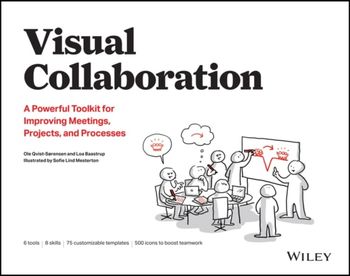 Visual
Collaboration
A Powerful Toolkit for
Improving Meetings,
Projects, and Processes
Ole Qvist-Sørensen and Loa Baastrup
Illustrated by Sofie Lind Mesterton
6 tools | 8 skills | 75 customizable templates | 500 icons to boost teamwork
WILEY